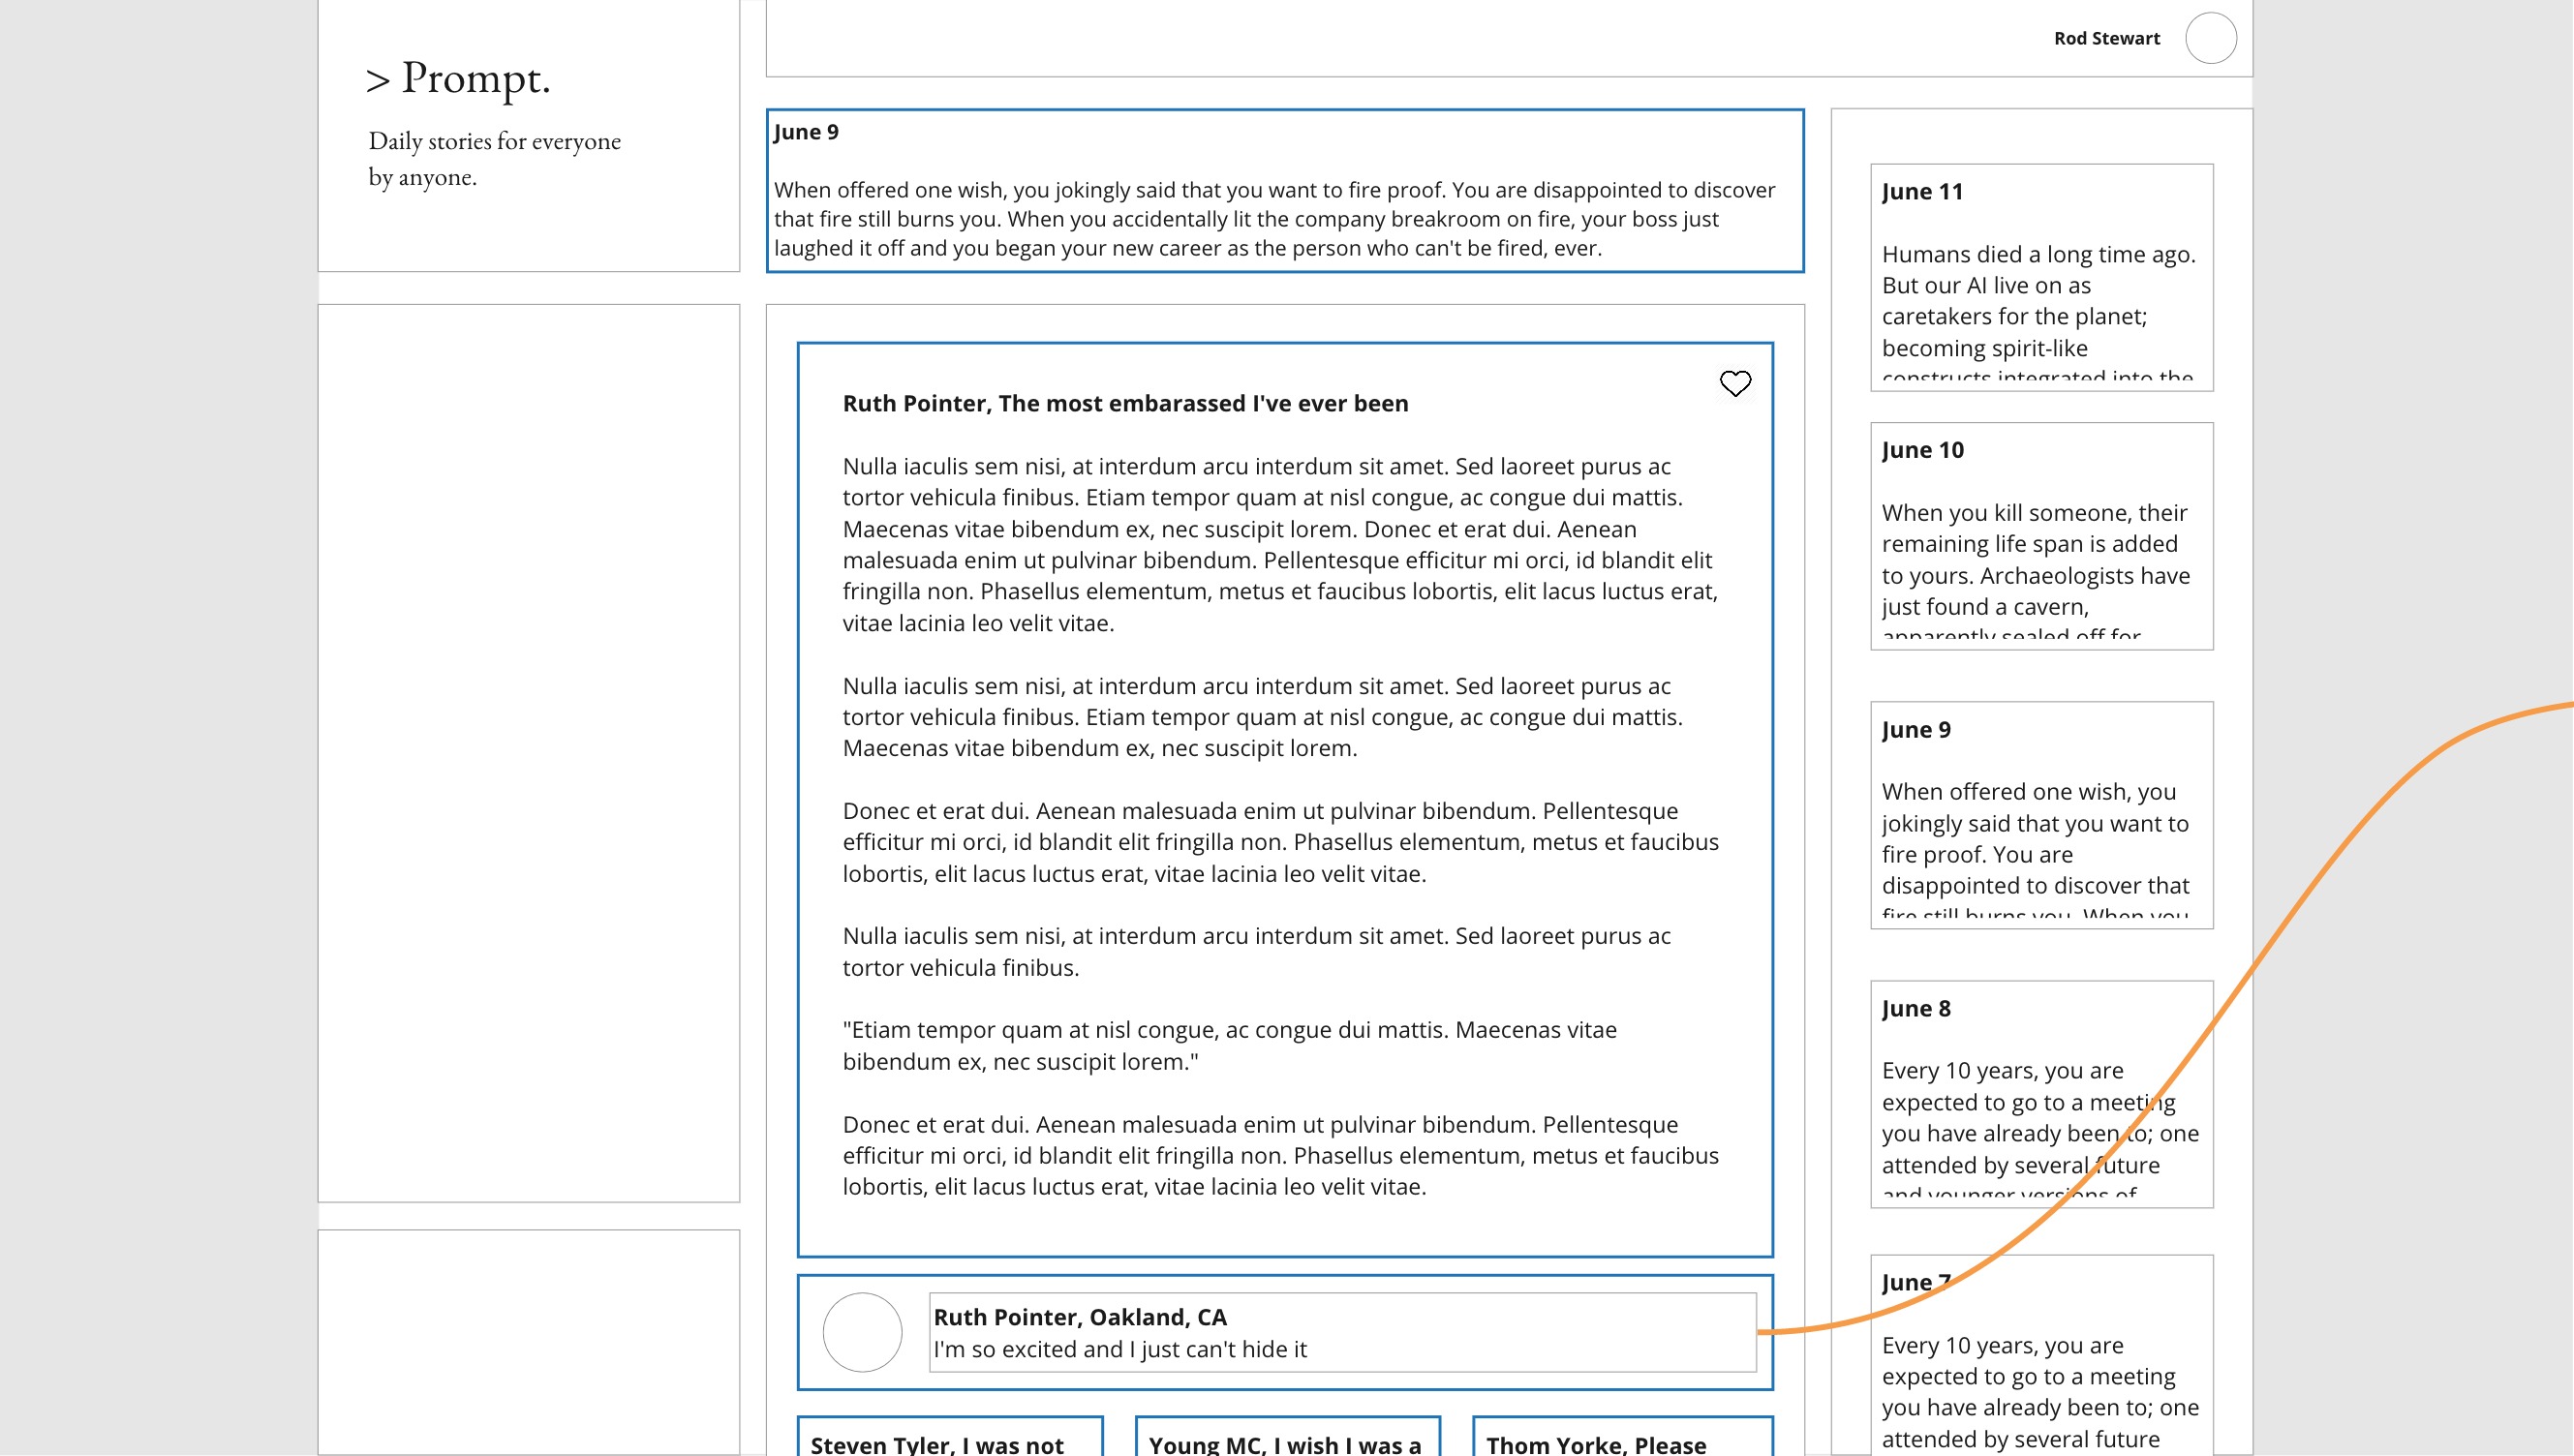 > Prompt.
Daily stories for everyone
by anyone.
Rod Stewart
June 9
When offered one wish, you jokingly said that you want to fire proof. You are disappointed to discover
that fire still burns you. When you accidentally lit the company breakroom on fire, your boss just
laughed it off and you began your new career as the person who can't be fired, ever.
Ruth Pointer, The most embarassed I've ever been
Nulla iaculis sem nisi, at interdum arcu interdum sit amet. Sed laoreet purus ac
tortor vehicula finibus. Etiam tempor quam at nisl congue, ac congue dui mattis.
Maecenas vitae bibendum ex, nec suscipit lorem. Donec et erat dui. Aenean
malesuada enim ut pulvinar bibendum. Pellentesque efficitur mi orci, id blandit elit
fringilla non. Phasellus elementum, metus et faucibus lobortis, elit lacus luctus erat,
vitae lacinia leo velit vitae.
Nulla iaculis sem nisi, at interdum arcu interdum sit amet. Sed laoreet purus ac
tortor vehicula finibus. Etiam tempor quam at nisl congue, ac congue dui mattis.
Maecenas vitae bibendum ex, nec suscipit lorem.
Donec et erat dui. Aenean malesuada enim ut pulvinar bibendum. Pellentesque
efficitur mi orci, id blandit elit fringilla non. Phasellus elementum, metus et faucibus
lobortis, elit lacus luctus erat, vitae lacinia leo velit vitae.
Nulla iaculis sem nisi, at interdum arcu interdum sit amet. Sed laoreet purus ac
tortor vehicula finibus.
"Etiam tempor quam at nisl congue, ac congue dui mattis. Maecenas vitae
bibendum ex, nec suscipit lorem."
Donec et erat dui. Aenean malesuada enim ut pulvinar bibendum. Pellentesque
efficitur mi orci, id blandit elit fringilla non. Phasellus elementum, metus et faucibus
lobortis, elit lacus luctus erat, vitae lacinia leo velit vitae.
Ruth Pointer, Oakland, CA
I'm so excited and I just can't hide it
Steven Tyler, I was not
Young MC, I wish I was a
Thom Yorke, Please
June 11
Humans died a long time ago.
But our AI live on as
caretakers for the planet;
becoming spirit-like
constructs integrated into the
June 10
When you kill someone, their
remaining life span is added
to yours. Archaeologists have
just found a cavern,
apparently sealed off for
June 9
When offered one wish, you
jokingly said that you want to
fire proof. You are
disappointed to discover that
fire still burns you. When you
June 8
Every 10 years, you are
expected to go to a meeting
you have already been to; one
attended by several future
and younger versions of
June 7
Every 10 years, you are
expected to go to a meeting
you have already been to; one
attended by several future